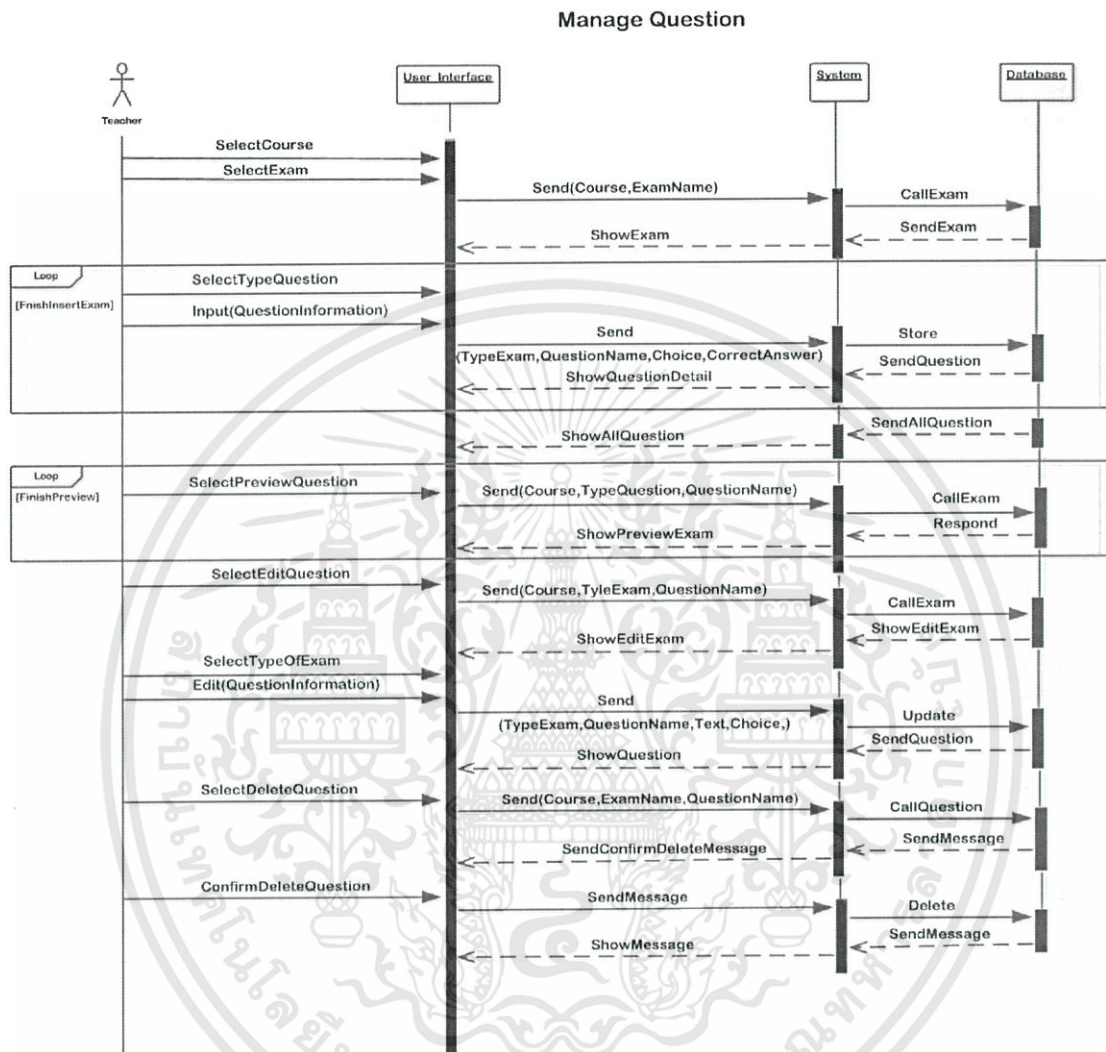 Manage Question
Teacher
User Interface
System
Database
SelectCourse
SelectExam
Send(Course,ExamName)
CallExam
SendExam
ShowExam
Loop
[FnishInsertExam]
SelectTypeQuestion
Input(QuestionInformation)
Send
(TypeExam,QuestionName,Choice,CorrectAnswer)
Store
SendQuestion
ShowQuestionDetail
SendAllQuestion
ShowAllQuestion
Loop
[FinishPreview]
SelectPreviewQuestion
Send(Course,TypeQuestion,QuestionName)
CallExam
Respond
ShowPreviewExam
SelectEditQuestion
Send(Course,TyleExam,QuestionName)
CallExam
ShowEditExam
ShowEditExam
SelectTypeOfExam
Edit(QuestionInformation)
Send
(TypeExam,QuestionName,Text,Choice,)
Update
SendQuestion
ShowQuestion
SelectDeleteQuestion
Send(Course,ExamName,QuestionName)
CallQuestion
SendMessage
SendConfirmDeleteMessage
ConfirmDeleteQuestion
SendMessage
Delete
SendMessage
ShowMessage